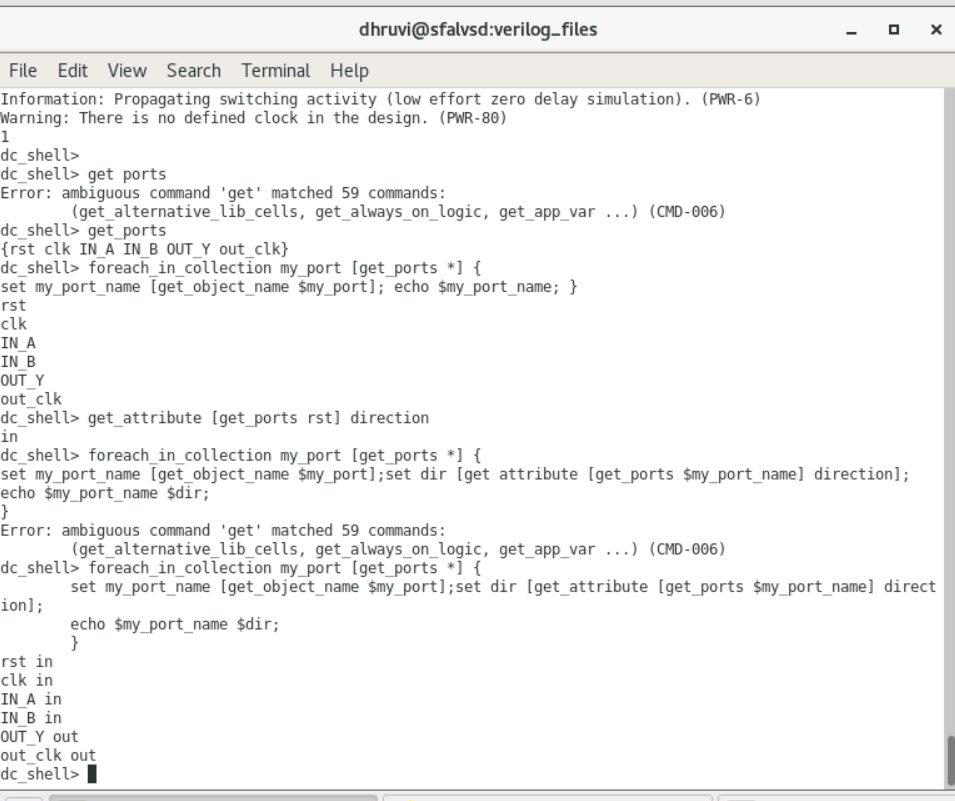 dhruvi@sfalvsd:verilog_files
File Edit View Search Terminal Help
Information: Propagating switching activity (low effort zero delay simulation). (PWR-6)
Warning: There is no defined clock in the design. (PWR-80)
1
dc_shell>
dc_shell> get ports
Error: ambiguous command 'get' matched 59 commands:
        (get_alternative_lib_cells, get_always_on_logic, get_app_var ...) (CMD-006)
dc_shell> get_ports
{rst clk IN_A IN_B OUT_Y out_clk}
dc_shell> foreach_in_collection my_port [get_ports *] {
set my_port_name [get_object_name $my_port]; echo $my_port_name; }
rst
clk
IN_A
IN_B
OUT_Y
out_clk
dc_shell> get_attribute [get_ports rst] direction
in
dc_shell> foreach_in_collection my_port [get_ports *] {
set my_port_name [get_object_name $my_port];set dir [get attribute [get_ports $my_port_name] direction];
echo $my_port_name $dir;
}
Error: ambiguous command 'get' matched 59 commands:
        (get_alternative_lib_cells, get_always_on_logic, get_app_var ...) (CMD-006)
dc_shell> foreach_in_collection my_port [get_ports *] {
        set my_port_name [get_object_name $my_port];set dir [get_attribute [get_ports $my_port_name] direct
ion];
        echo $my_port_name $dir;
        }
rst in
clk in
IN_A in
IN_B in
OUT_Y out
out_clk out
dc_shell>